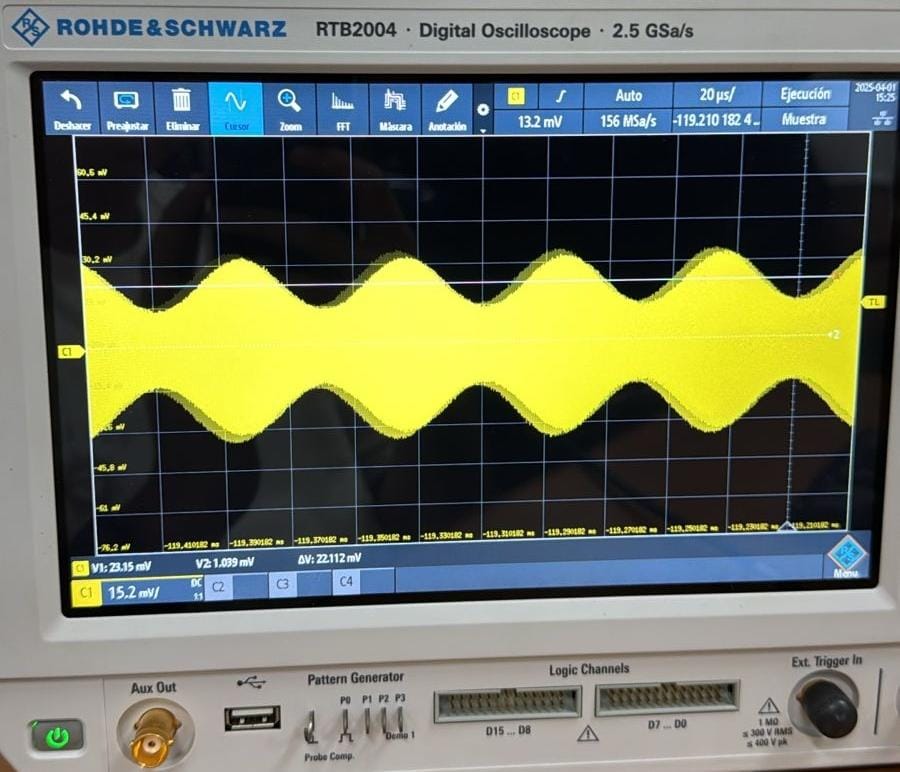 R&S ROHDE&SCHWARZ RTB2004 · Digital Oscilloscope · 2.5 GSa/s
Deshacer Preajustar Eliminar Cursor Zoom FFT Máscara Anotación
C1 Auto 20 µs/ Ejecución 2025-04-01
15:25
13.2 mV 156 MSa/s -119.210 182 4... Muestra
60.6 mV
45.4 mV
30.2 mV
TL
C1
2
-45.8 mV
-61 mV
-76.2 mV
-119.410182 ms -119.390182 ms -119.370182 ms -119.350182 ms -119.330182 ms -119.310182 ms -119.290182 ms -119.270182 ms -119.250182 ms -119.230182 ms -119.210182 ms
C1 V1: 23.15 mV V2: 1.039 mV ΔV: 22.112 mV
C1 15.2 mV/ DC 1:1 C2 C3 C4
Menú
Aux Out
Pattern Generator
P0 P1 P2 P3
Demo 1
Probe Comp.
Logic Channels
D15 ... D8
D7 ... D0
Ext. Trigger In
1 MΩ
≤ 300 V RMS
≤ 400 V pk